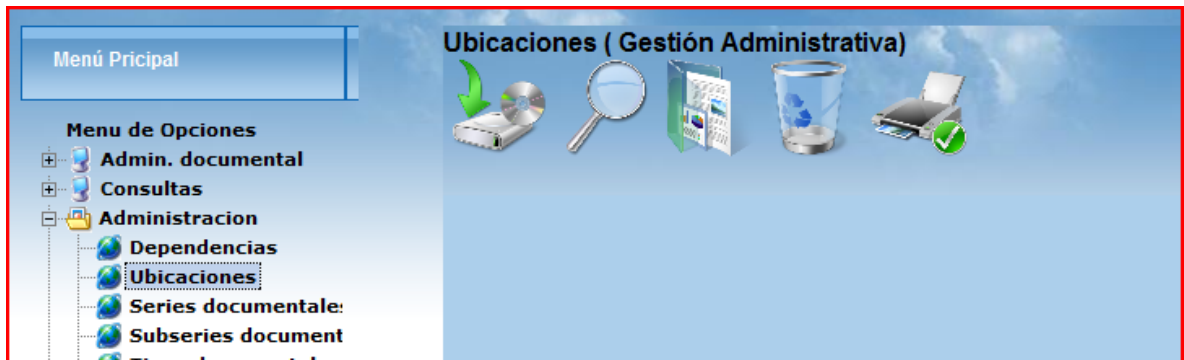 Menú Pricipal
Ubicaciones ( Gestión Administrativa)
Menu de Opciones
Admin. documental
Consultas
Administracion
Dependencias
Ubicaciones
Series documentale
Subseries document